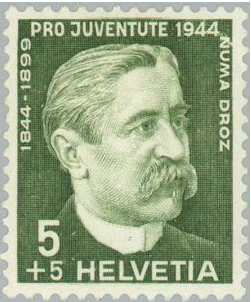 PRO JUVENTUTE 1944
1844-1899
NUMA DROZ
5
+5 HELVETIA